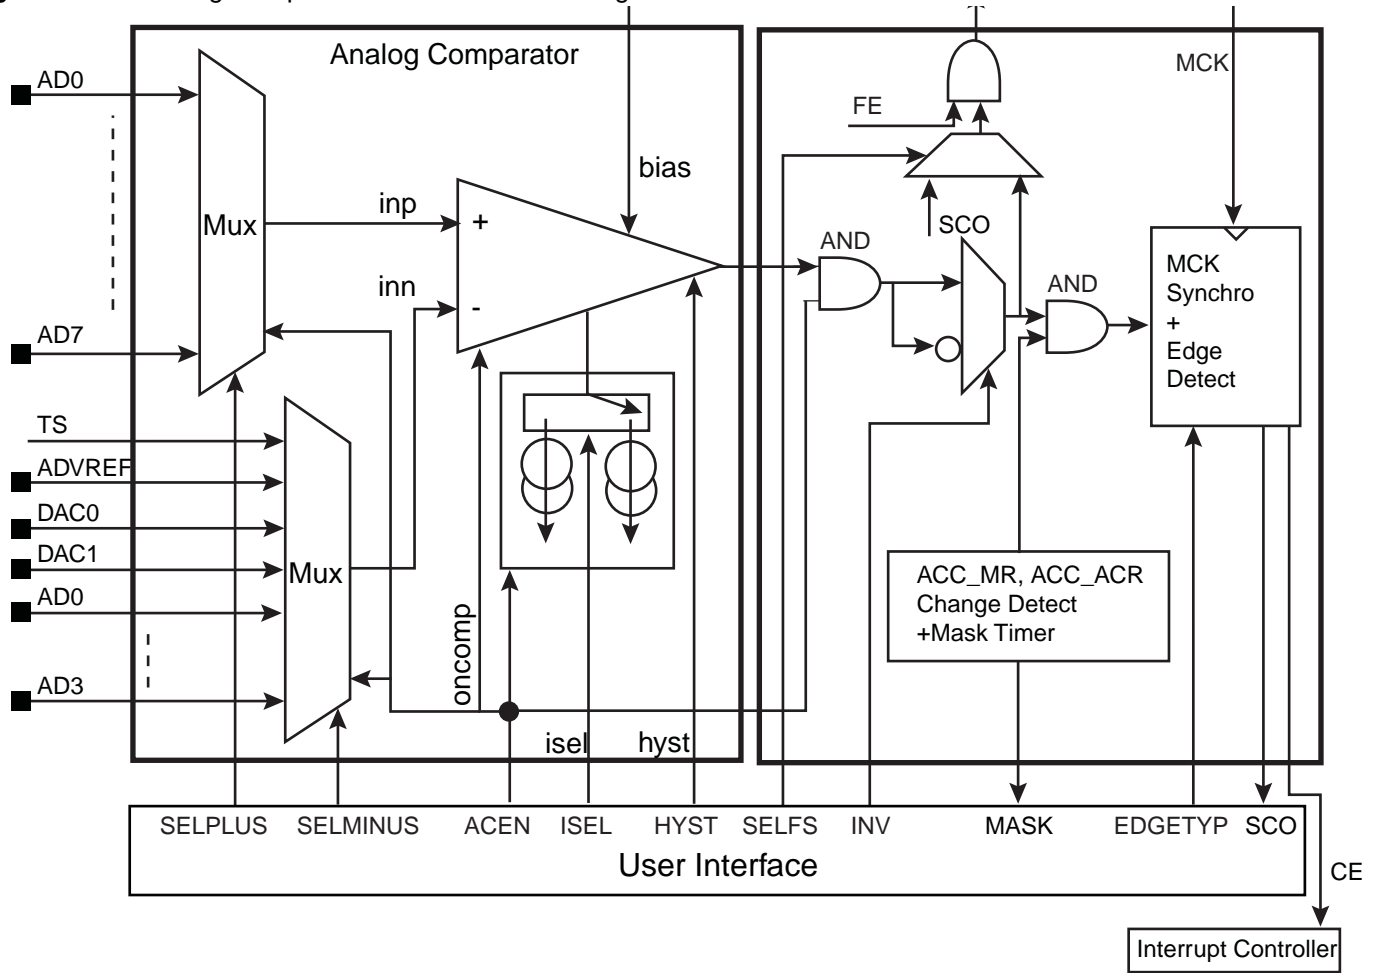 Analog Comparator
AD0
AD7
TS
ADVREF
DAC0
DAC1
AD0
AD3
Mux
Mux
inp
inn
+
-
bias
oncomp
isel
hyst
FE
SCO
AND
AND
MCK
MCK
Synchro
+
Edge
Detect
ACC_MR, ACC_ACR
Change Detect
+Mask Timer
SELPLUS
SELMINUS
ACEN
ISEL
HYST
SELFS
INV
MASK
EDGETYP
SCO
User Interface
CE
Interrupt Controller